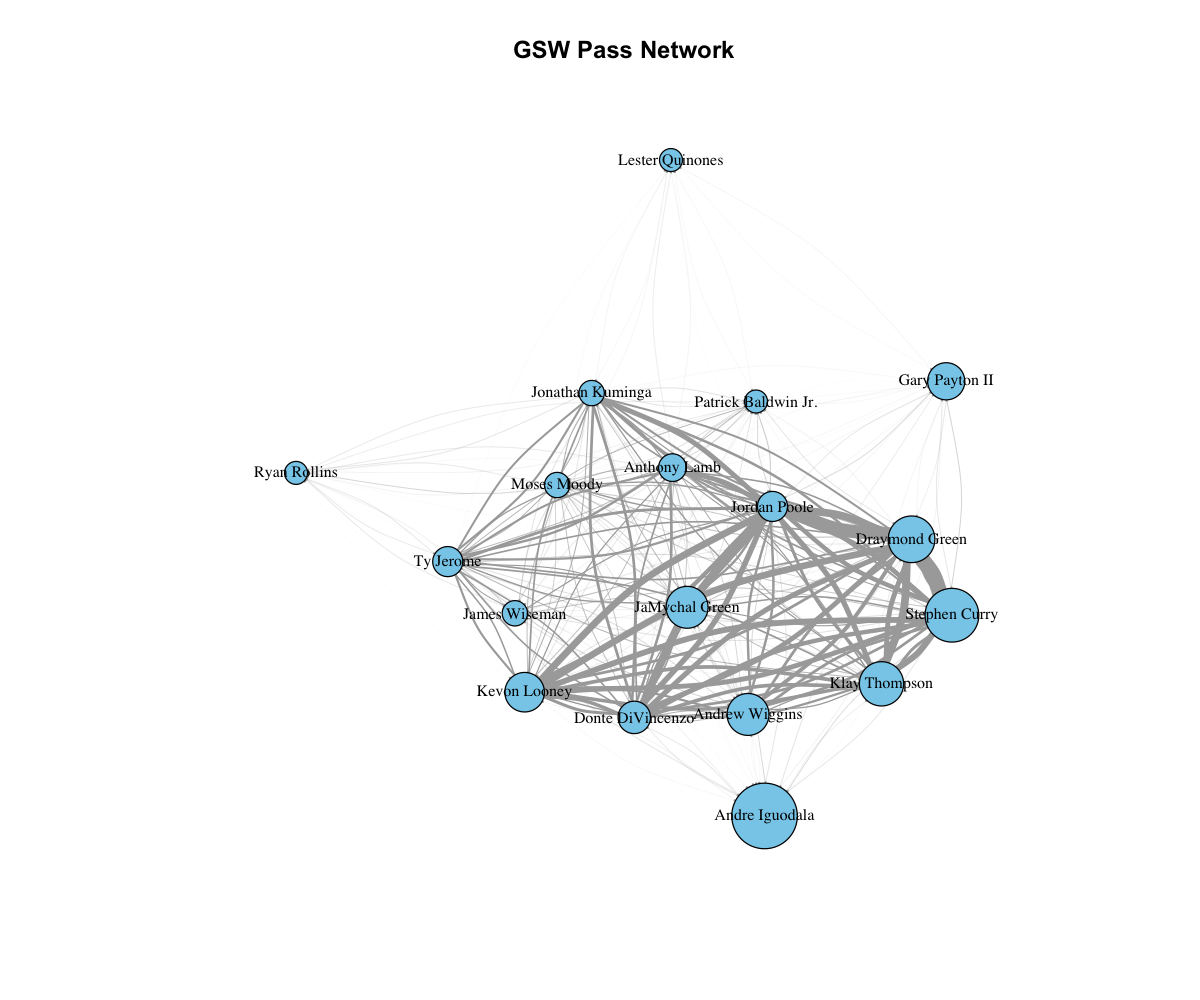 GSW Pass Network
Lester Quinones
Gary Payton II
Jonathan Kuminga
Patrick Baldwin Jr.
Anthony Lamb
Ryan Rollins
Moses Moody
Jordan Poole
Draymond Green
Ty Jerome
JaMychal Green
James Wiseman
Stephen Curry
Klay Thompson
Kevon Looney
Donte DiVincenzo
Andrew Wiggins
Andre Iguodala